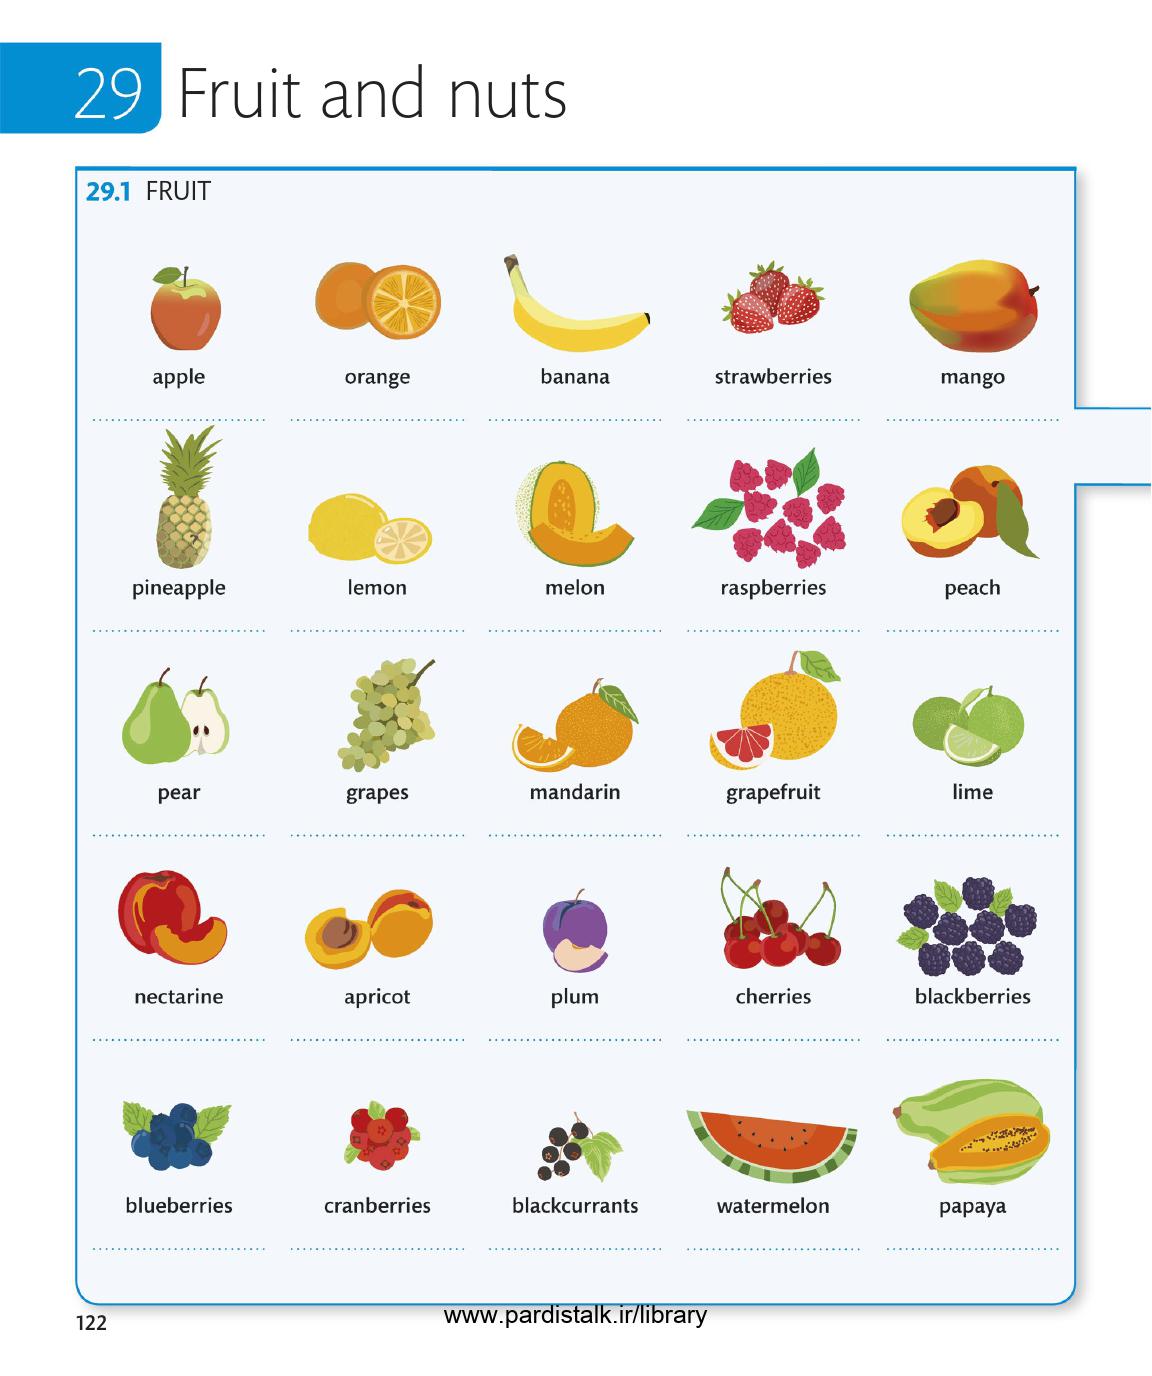 29 Fruit and nuts
29.1 FRUIT
apple orange banana strawberries mango
pineapple lemon melon raspberries peach
pear grapes mandarin grapefruit lime
nectarine apricot plum cherries blackberries
blueberries cranberries blackcurrants watermelon papaya
122 www.pardistalk.ir/library